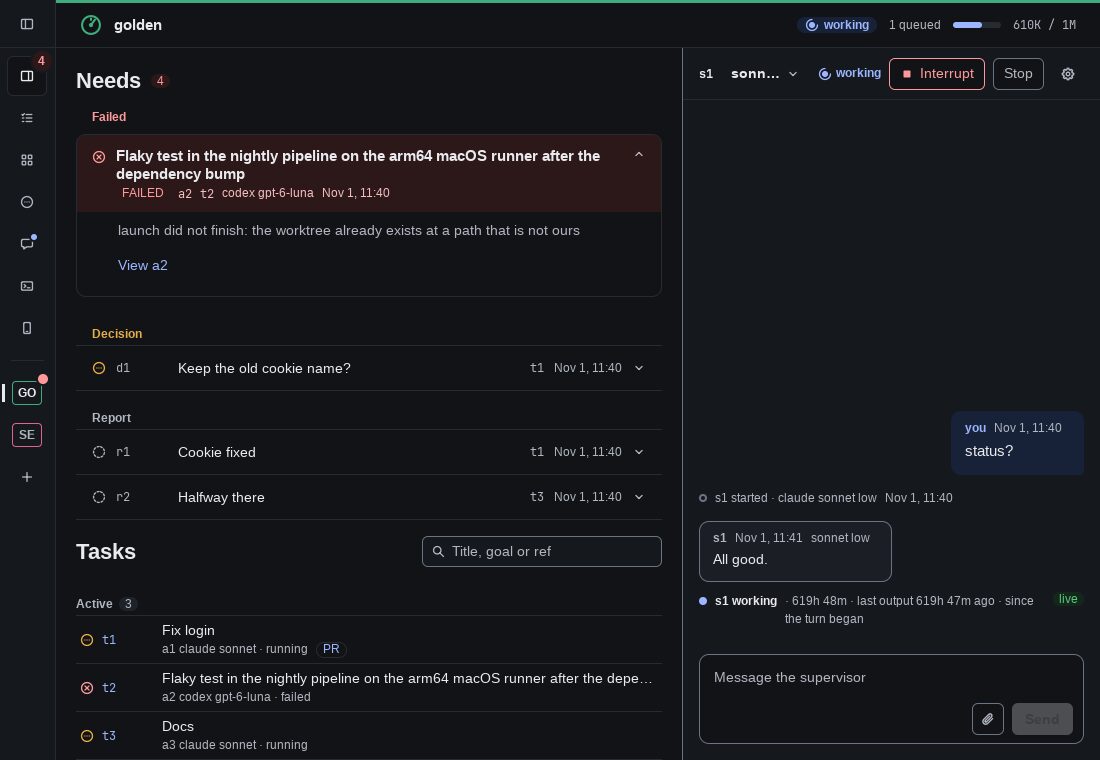 golden
working
1 queued
610K / 1M
4
Needs 4
Failed
Flaky test in the nightly pipeline on the arm64 macOS runner after the
dependency bump
FAILED a2 t2 codex gpt-6-luna Nov 1, 11:40
launch did not finish: the worktree already exists at a path that is not ours
View a2
Decision
d1 Keep the old cookie name? t1 Nov 1, 11:40
Report
r1 Cookie fixed t1 Nov 1, 11:40
r2 Halfway there t3 Nov 1, 11:40
Tasks
Title, goal or ref
Active 3
t1 Fix login
a1 claude sonnet · running PR
t2 Flaky test in the nightly pipeline on the arm64 macOS runner after the depe…
a2 codex gpt-6-luna · failed
t3 Docs
a3 claude sonnet · running
GO
SE
s1 sonn… working Interrupt Stop
you Nov 1, 11:40
status?
s1 started · claude sonnet low Nov 1, 11:40
s1 Nov 1, 11:41 sonnet low
All good.
s1 working · 619h 48m · last output 619h 47m ago · since
the turn began
live
Message the supervisor
Send